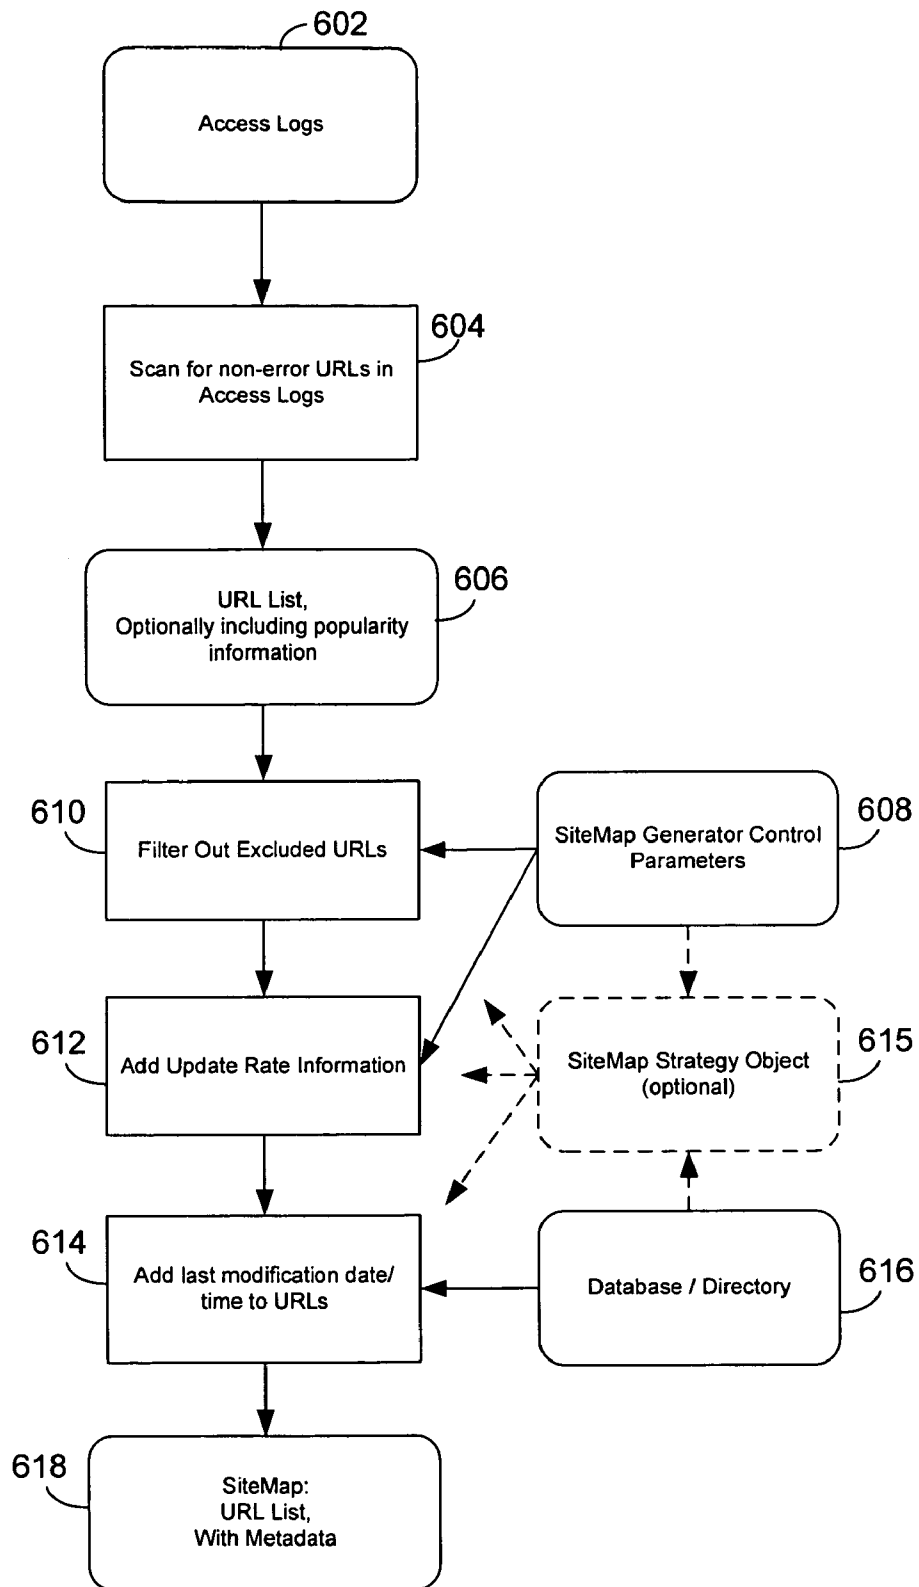 602
Access Logs
604
Scan for non-error URLs in
Access Logs
606
URL List,
Optionally including popularity
information
610
Filter Out Excluded URLs
608
SiteMap Generator Control
Parameters
612
Add Update Rate Information
615
SiteMap Strategy Object
(optional)
614
Add last modification date/
time to URLs
616
Database / Directory
618
SiteMap:
URL List,
With Metadata